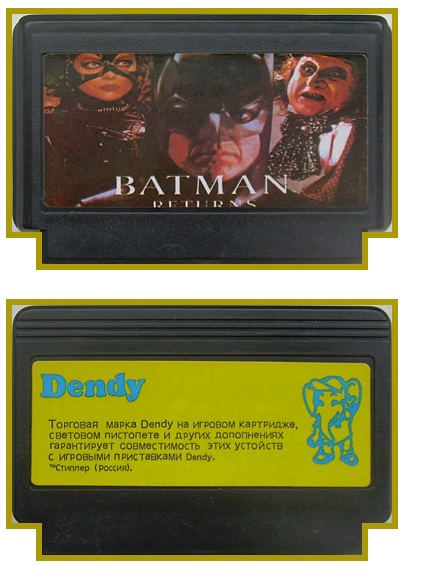 BATMAN
RETURNS
Dendy
Торговая марка Dendy на игровом картридже,
световом пистолете и других дополнениях
гарантирует совместимость этих устойств
с игровыми приставками Dendy.
™Стиплер (Россия).